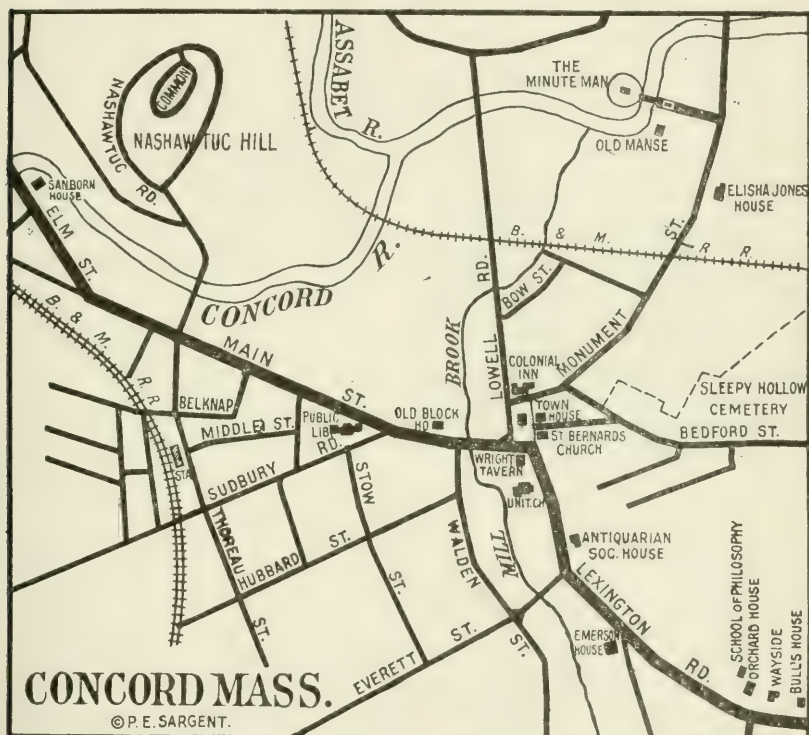 ASSABET
R.
NASHAWTUC
RD.
COMMON
NASHAWTUC HILL
THE
MINUTE MAN
OLD MANSE
ELISHA JONES
HOUSE
SANBORN
HOUSE
ELM
ST.
B. & M.
R R.
CONCORD
R.
B. & M.
R R
MAIN
ST.
BROOK
LOWELL
RD.
BOW ST.
MONUMENT
ST.
COLONIAL
INN
TOWN
HOUSE
ST BERNARDS
CHURCH
SLEEPY HOLLOW
CEMETERY
BEDFORD ST.
BELKNAP
MIDDLE ST.
PUBLIC
LIB.
OLD BLOCK
HO
WRIGHT
TAVERN
UNIT.CH
STA
SUDBURY
RD.
STOW
ST.
THOREAU
ST.
HUBBARD
ST.
WALDEN
ST.
MILL
ANTIQUARIAN
SOC. HOUSE
LEXINGTON
RD.
EVERETT
ST.
EMERSON
HOUSE
SCHOOL OF PHILOSOPHY
ORCHARD HOUSE
WAYSIDE
BULL'S HOUSE
CONCORD MASS.
© P. E. SARGENT.